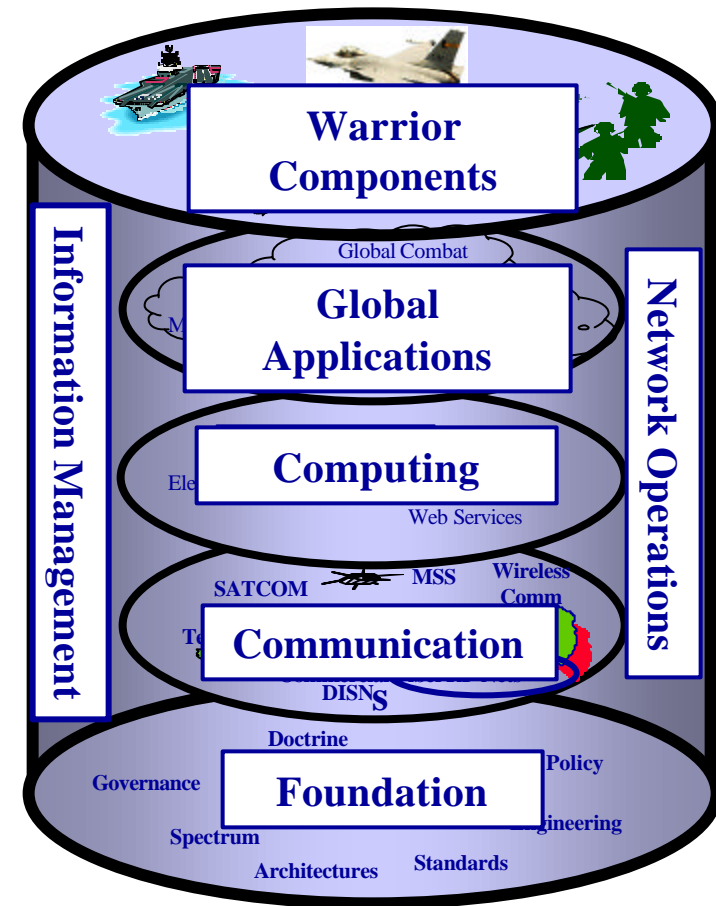 Warrior
Components
Information Management
Network Operations
Global Combat
Global
Applications
Computing
Web Services
SATCOM
MSS
Wireless
Comm
Communication
s
DISN
Doctrine
Governance
Policy
Foundation
Engineering
Spectrum
Architectures
Standards